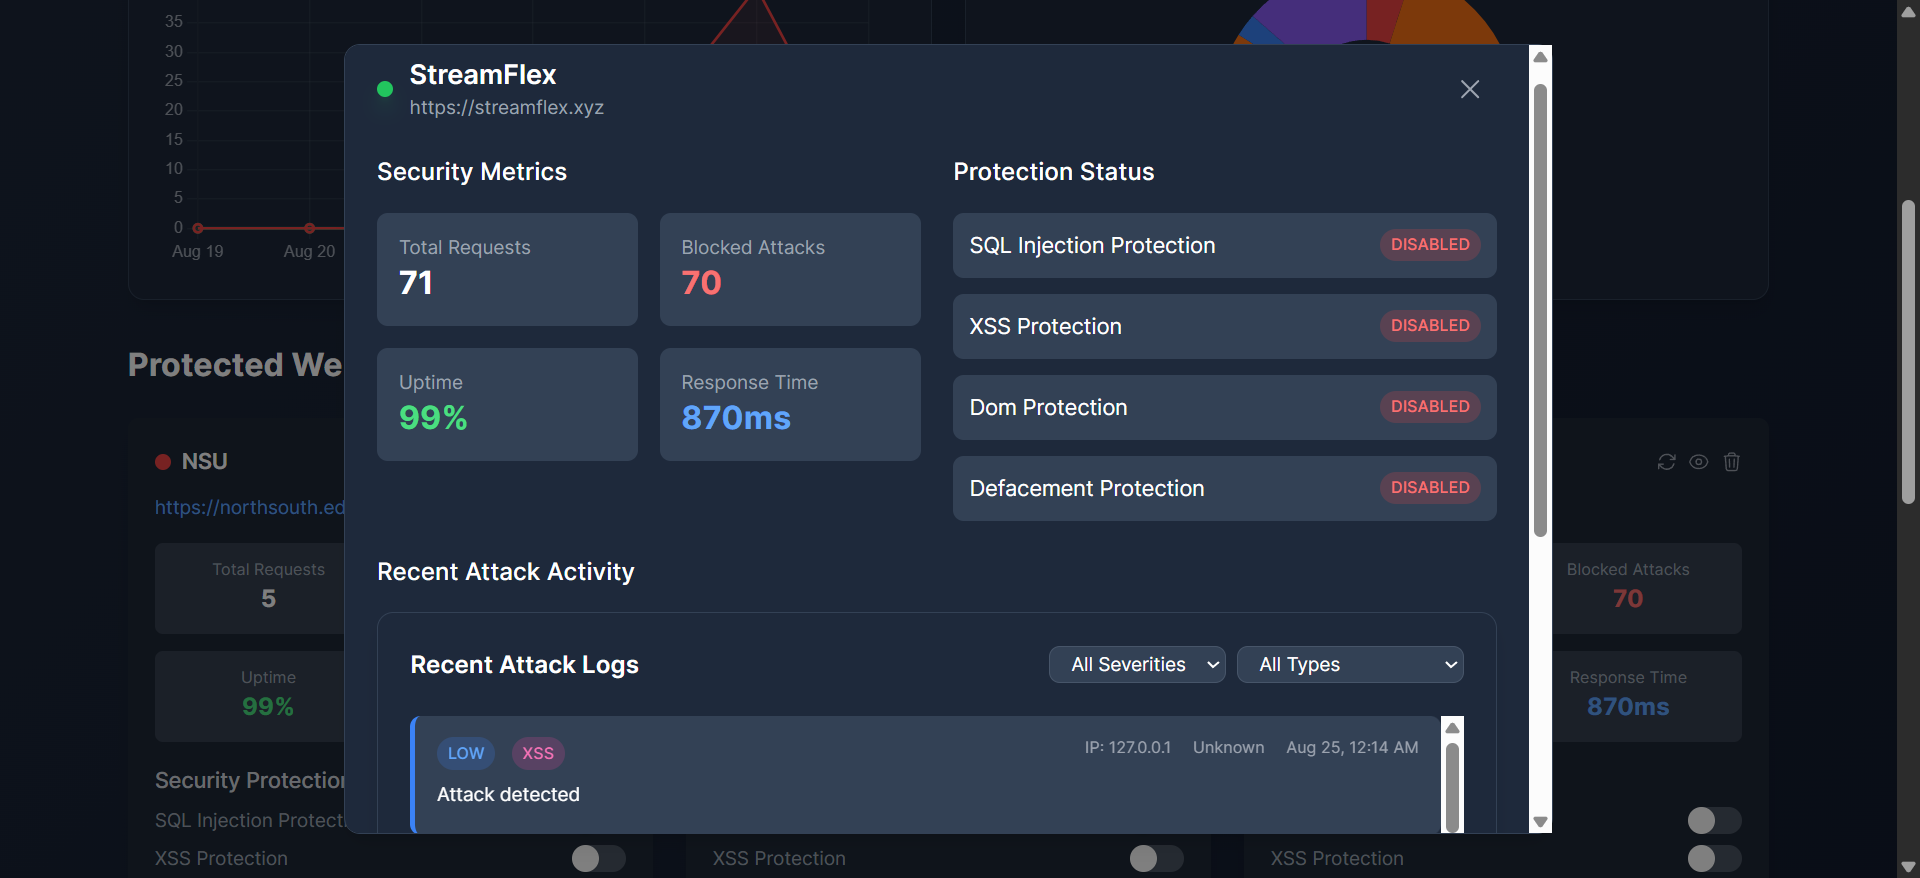 35
30
25
20
15
10
5
0
Aug 19
Aug 20
StreamFlex
https://streamflex.xyz
Security Metrics
Total Requests
71
Blocked Attacks
70
Uptime
99%
Response Time
870ms
Protection Status
SQL Injection Protection
DISABLED
XSS Protection
DISABLED
Dom Protection
DISABLED
Defacement Protection
DISABLED
Recent Attack Activity
Recent Attack Logs
All Severities
All Types
LOW
XSS
IP: 127.0.0.1
Unknown
Aug 25, 12:14 AM
Attack detected
Protected We
NSU
https://northsouth.ed
Total Requests
5
Blocked Attacks
70
Uptime
99%
Response Time
870ms
Security Protection
SQL Injection Protect
XSS Protection
XSS Protection
XSS Protection